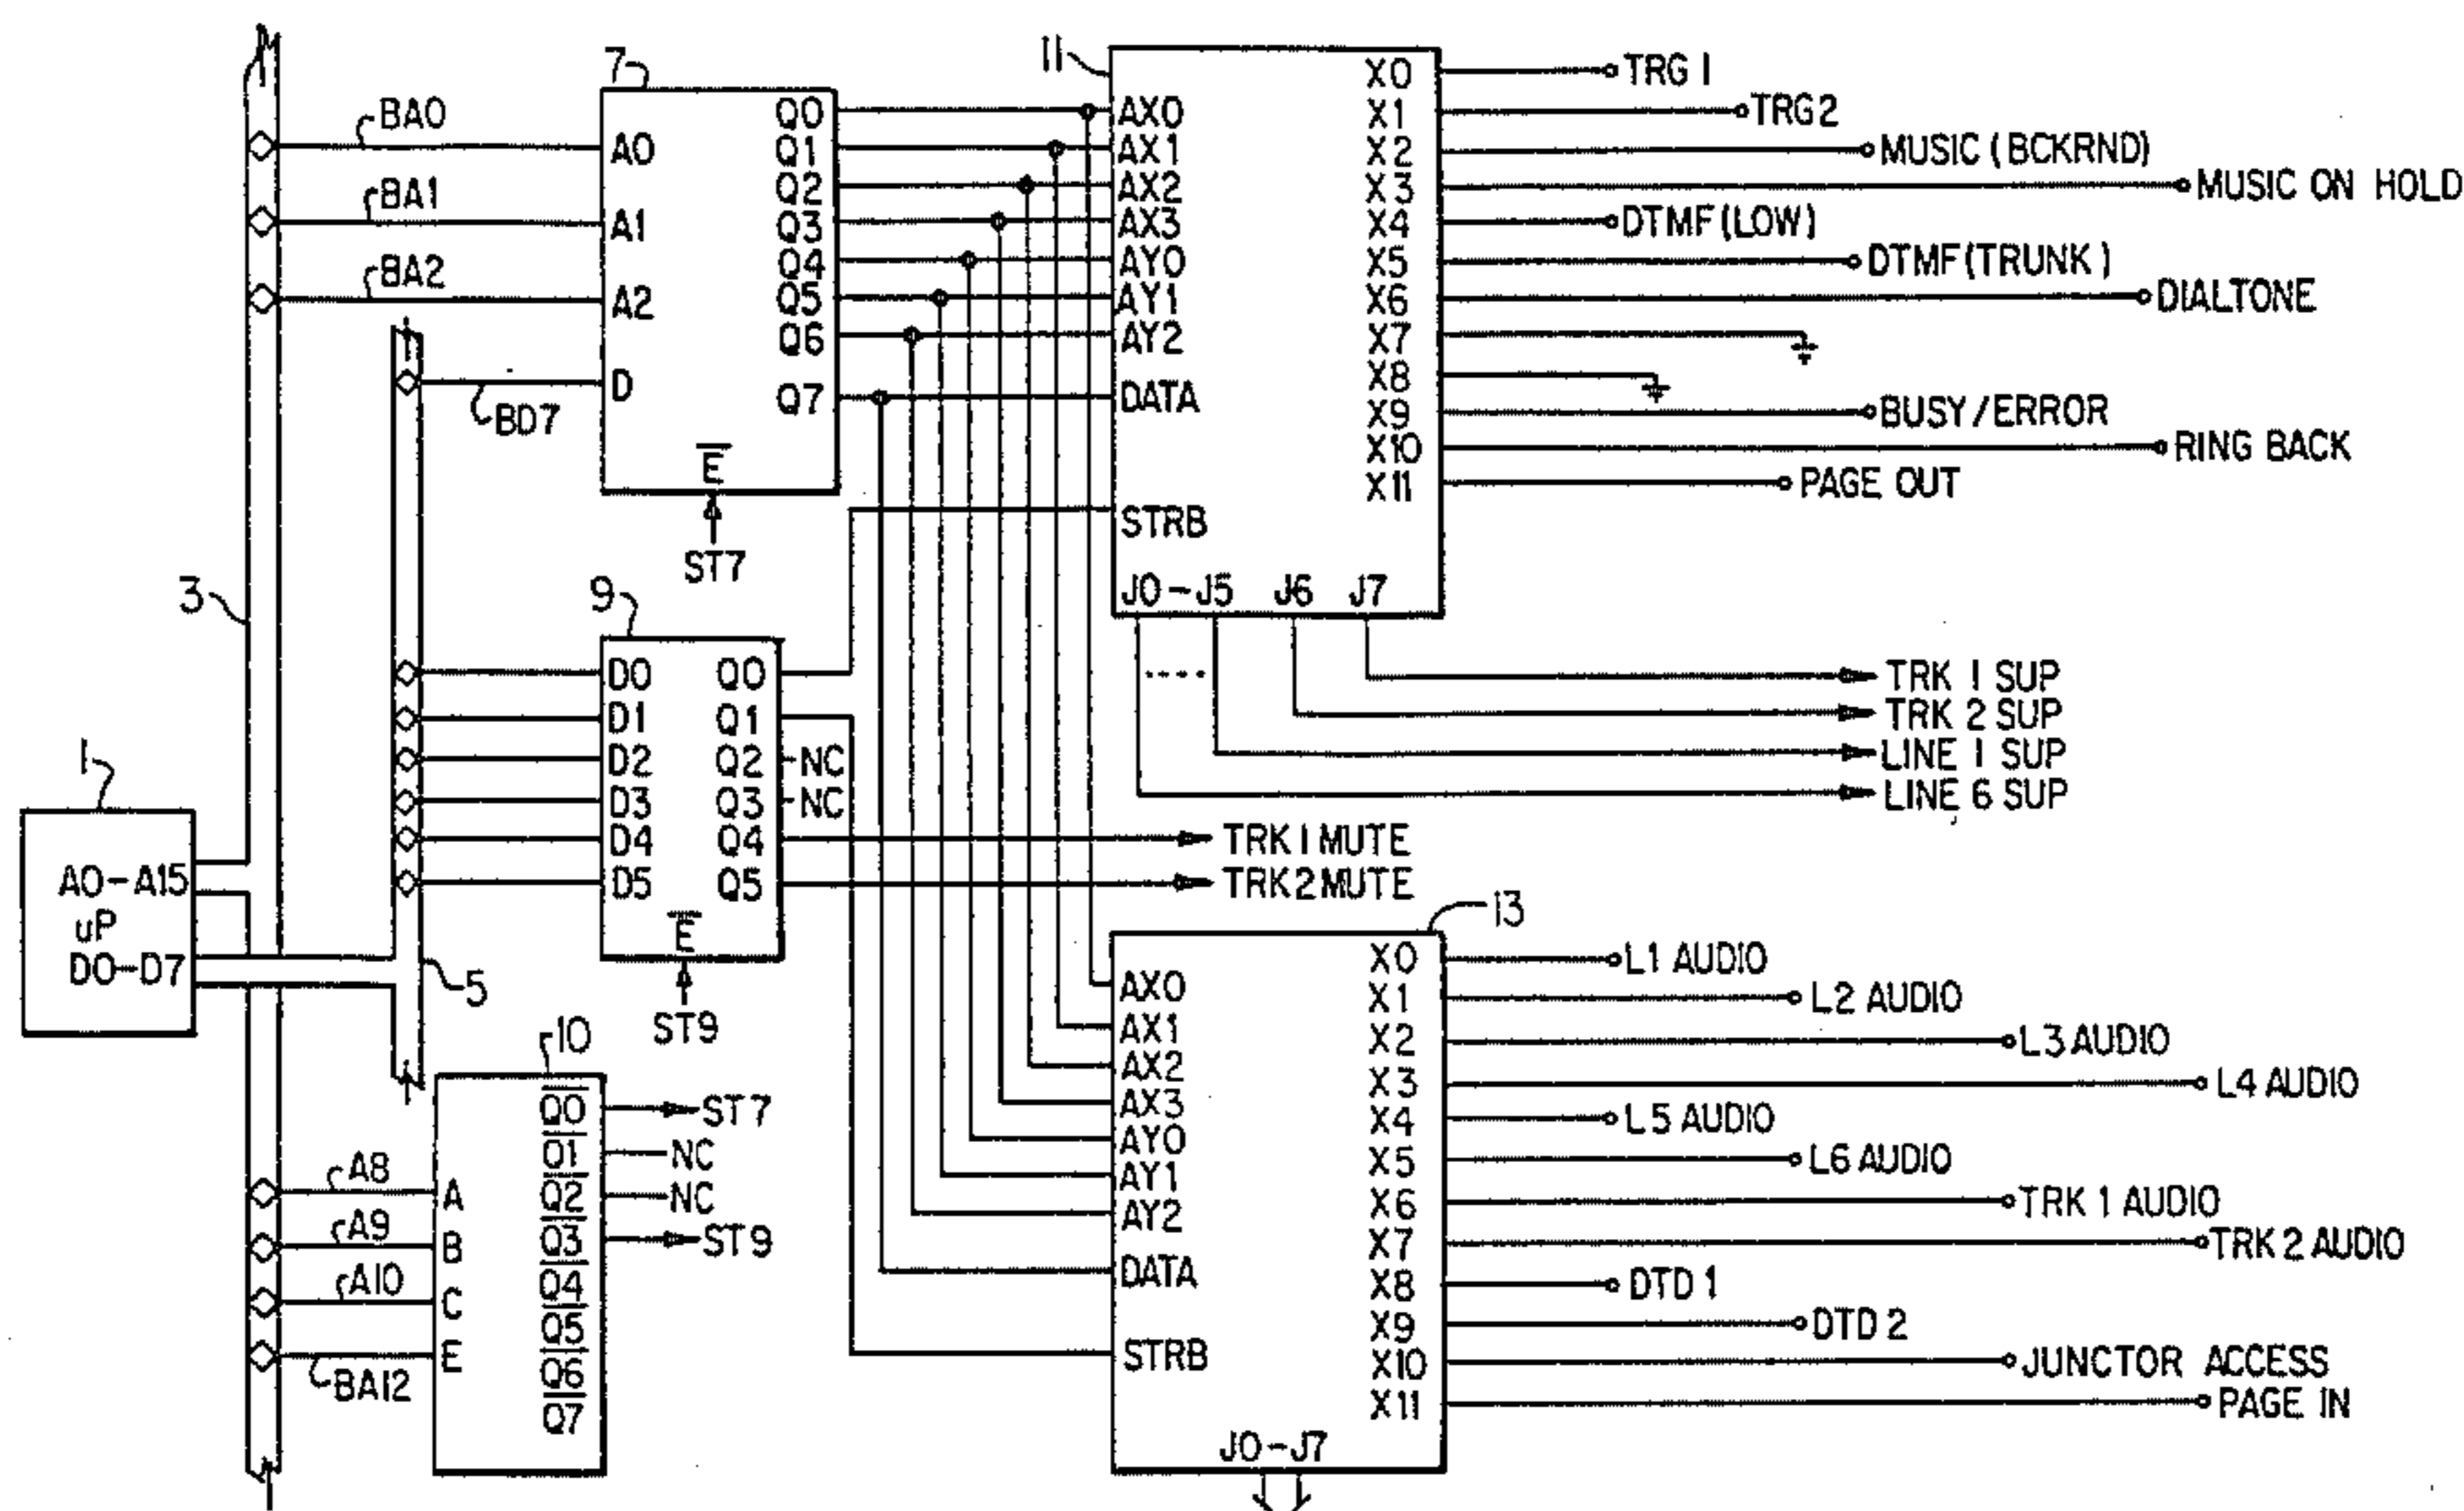 7
BA0
BA1
BA2
BD7
A0
A1
A2
D
Q0
Q1
Q2
Q3
Q4
Q5
Q6
Q7
E
ST7
11
AX0
AX1
AX2
AX3
AY0
AY1
AY2
DATA
STRB
J0-J5 J6 J7
X0
X1
X2
X3
X4
X5
X6
X7
X8
X9
X10
X11
TRG 1
TRG2
MUSIC (BCKRND)
MUSIC ON HOLD
DTMF (LOW)
DTMF (TRUNK)
DIALTONE
BUSY/ERROR
RING BACK
PAGE OUT
TRK 1 SUP
TRK 2 SUP
LINE 1 SUP
LINE 6 SUP
3
9
D0
D1
D2
D3
D4
D5
Q0
Q1
Q2
Q3
Q4
Q5
NC
NC
E
ST9
TRK 1 MUTE
TRK 2 MUTE
1
A0-A15
uP
D0-D7
5
10
A8
A9
A10
BA12
A
B
C
E
Q0
Q1
Q2
Q3
Q4
Q5
Q6
Q7
ST7
NC
NC
ST9
13
AX0
AX1
AX2
AX3
AY0
AY1
AY2
DATA
STRB
J0-J7
X0
X1
X2
X3
X4
X5
X6
X7
X8
X9
X10
X11
L1 AUDIO
L2 AUDIO
L3 AUDIO
L4 AUDIO
L5 AUDIO
L6 AUDIO
TRK 1 AUDIO
TRK 2 AUDIO
DTD 1
DTD 2
JUNCTOR ACCESS
PAGE IN